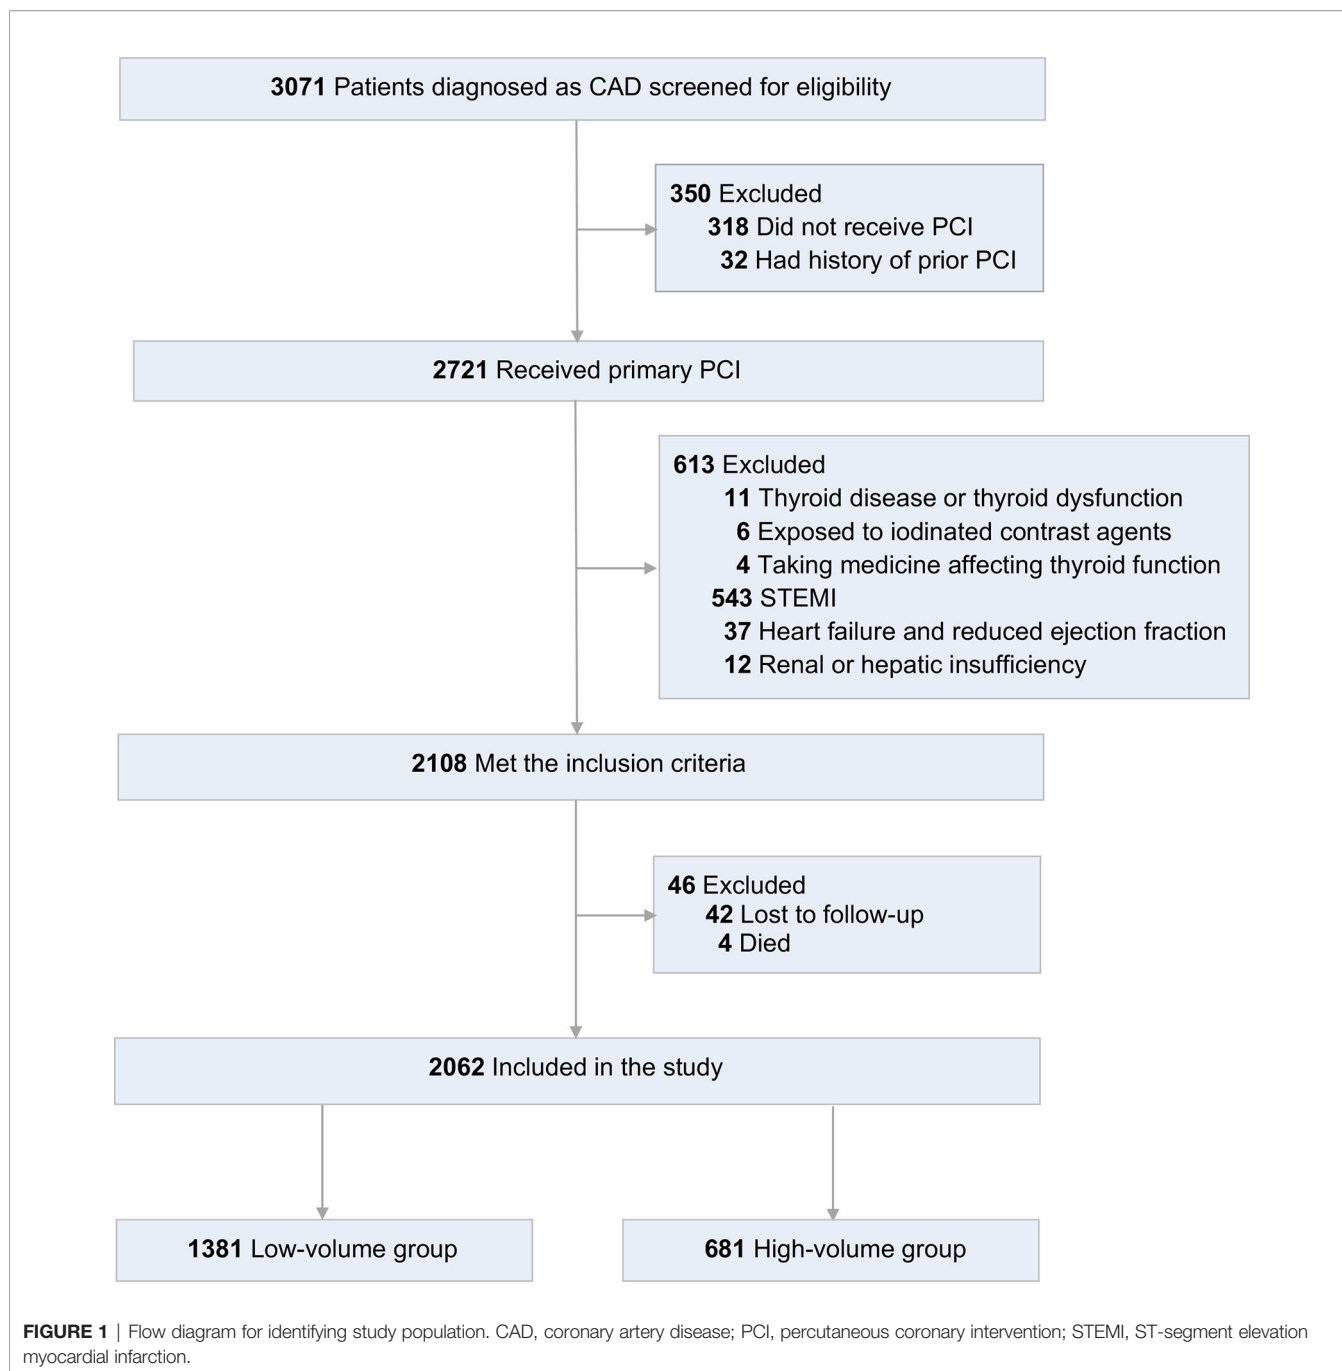 3071 Patients diagnosed as CAD screened for eligibility
350 Excluded
318 Did not receive PCI
32 Had history of prior PCI
2721 Received primary PCI
613 Excluded
11 Thyroid disease or thyroid dysfunction
6 Exposed to iodinated contrast agents
4 Taking medicine affecting thyroid function
543 STEMI
37 Heart failure and reduced ejection fraction
12 Renal or hepatic insufficiency
2108 Met the inclusion criteria
46 Excluded
42 Lost to follow-up
4 Died
2062 Included in the study
1381 Low-volume group
681 High-volume group
FIGURE 1 | Flow diagram for identifying study population. CAD, coronary artery disease; PCI, percutaneous coronary intervention; STEMI, ST-segment elevation
myocardial infarction.